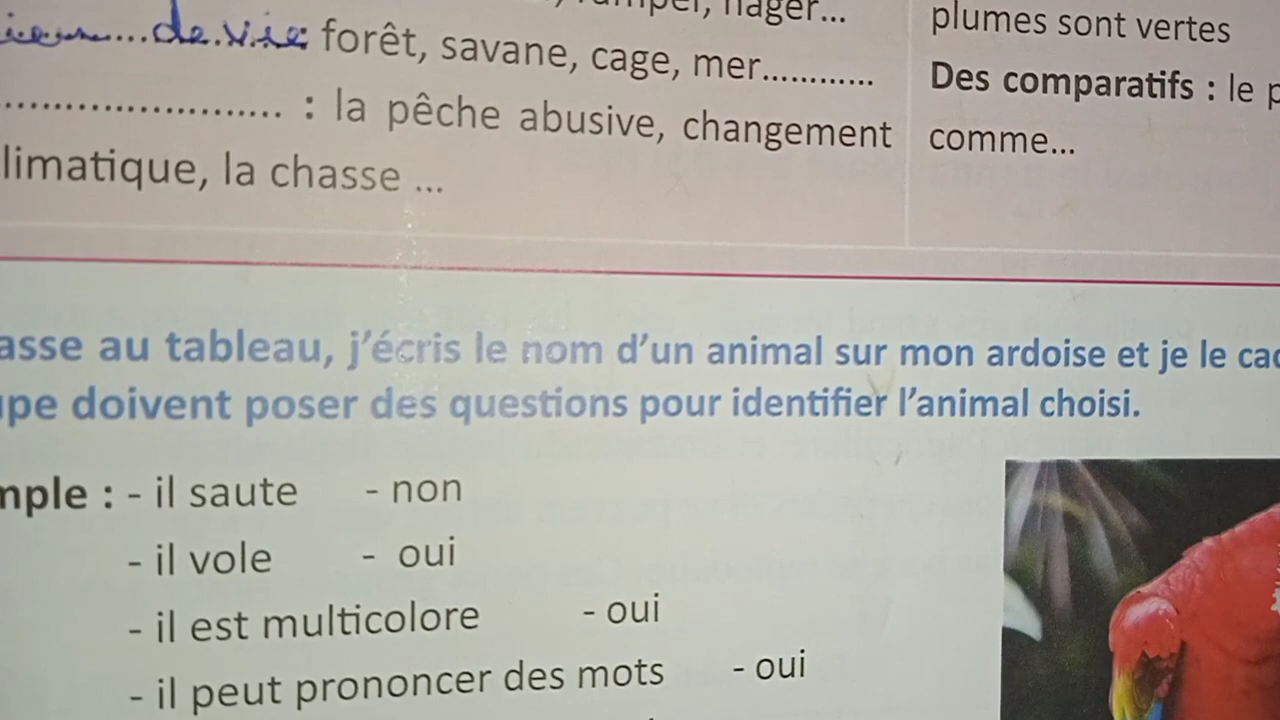 nager...
de vie forêt, savane, cage, mer............
........................ : la pêche abusive, changement
limatique, la chasse ...
plumes sont vertes
Des comparatifs : le p
comme...
asse au tableau, j'écris le nom d'un animal sur mon ardoise et je le cac
upe doivent poser des questions pour identifier l'animal choisi.
mple : - il saute - non
- il vole - oui
- il est multicolore - oui
- il peut prononcer des mots - oui